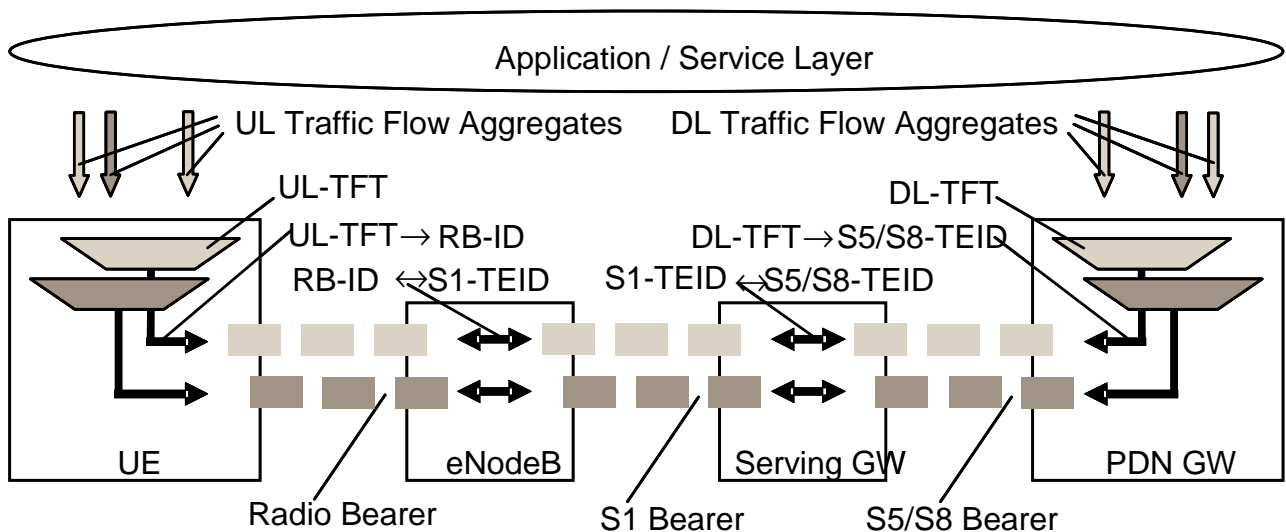 Application / Service Layer
UL Traffic Flow Aggregates
DL Traffic Flow Aggregates
UL-TFT
DL-TFT
UL-TFT→ RB-ID
DL-TFT→S5/S8-TEID
RB-ID ↔S1-TEID
S1-TEID ↔S5/S8-TEID
UE
eNodeB
Serving GW
PDN GW
Radio Bearer
S1 Bearer
S5/S8 Bearer